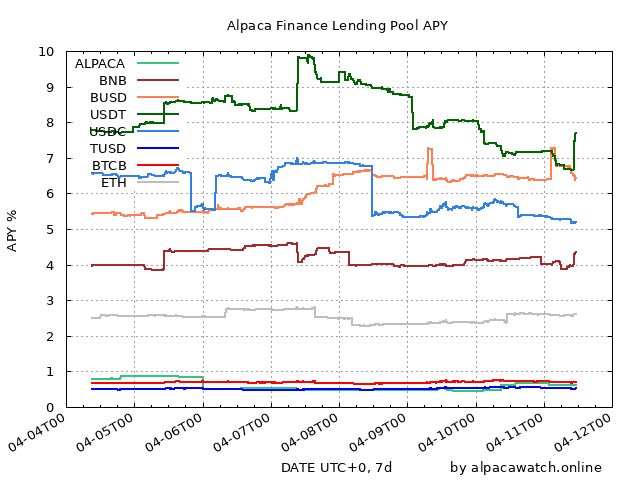 Alpaca Finance Lending Pool APY
APY %
10
9
8
7
6
5
4
3
2
1
0
ALPACA
BNB
BUSD
USDT
USDC
TUSD
BTCB
ETH
04-04T00
04-05T00
04-06T00
04-07T00
04-08T00
04-09T00
04-10T00
04-11T00
04-12T00
DATE UTC+0, 7d
by alpacawatch.online